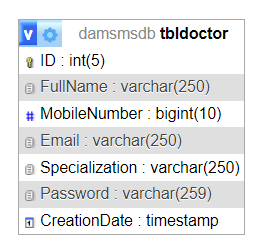 v damsmsdb tbldoctor
ID : int(5)
FullName : varchar(250)
# MobileNumber : bigint(10)
Email : varchar(250)
Specialization : varchar(250)
Password : varchar(259)
CreationDate : timestamp